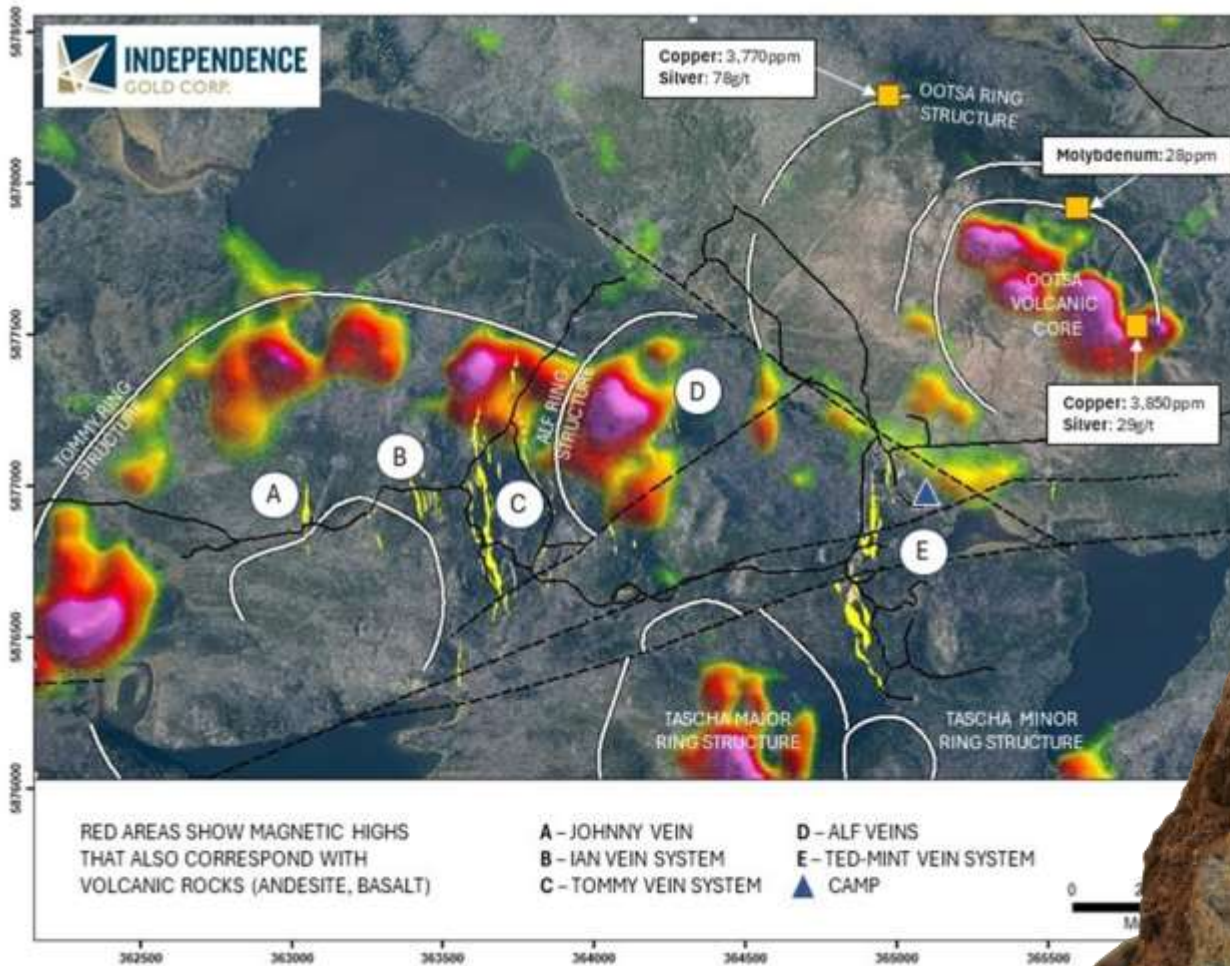 INDEPENDENCE
GOLD CORP.
Copper: 3,770ppm
Silver: 78g/t
OOTSA RING
STRUCTURE
Molybdenum: 28ppm
OOTSA
VOLCANIC
CORE
Copper: 3,850ppm
Silver: 29g/t
TOMMY RING
STRUCTURE
ALF RING
STRUCTURE
A
B
C
D
E
TASCHA MAJOR
RING STRUCTURE
TASCHA MINOR
RING STRUCTURE
5878500
5878000
5877500
5877000
5876500
5876000
RED AREAS SHOW MAGNETIC HIGHS
THAT ALSO CORRESPOND WITH
VOLCANIC ROCKS (ANDESITE, BASALT)
A – JOHNNY VEIN
B – IAN VEIN SYSTEM
C – TOMMY VEIN SYSTEM
D – ALF VEINS
E – TED-MINT VEIN SYSTEM
CAMP
0
362500 363000 363500 364000 364500 365000 365500